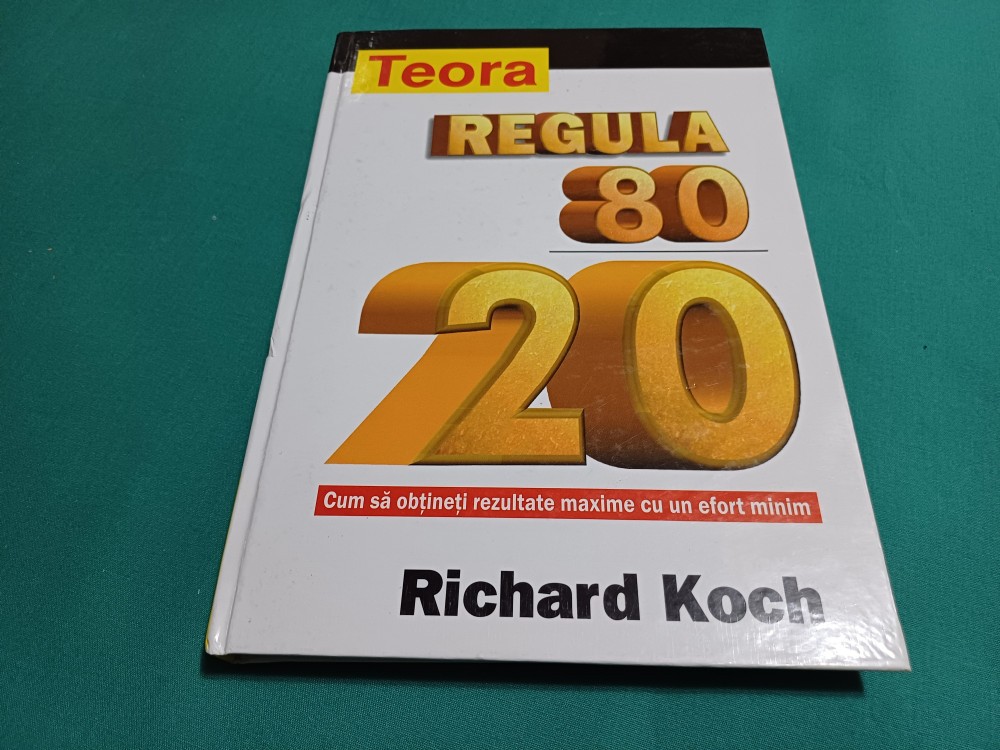 Teora
REGULA
80
20
Cum să obțineți rezultate maxime cu un efort minim
Richard Koch